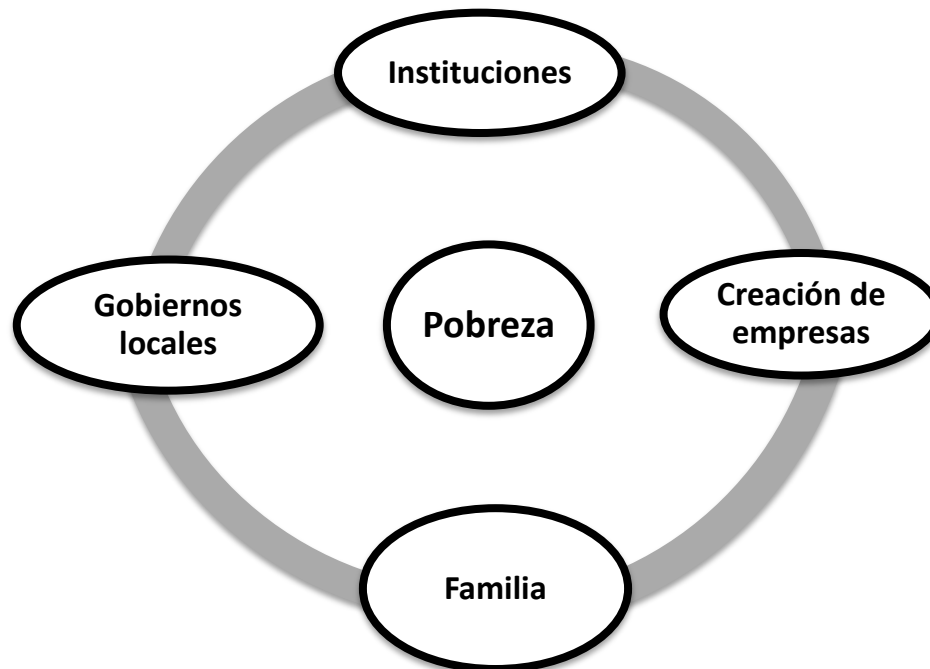 Instituciones
Gobiernos
locales
Pobreza
Creación de
empresas
Familia